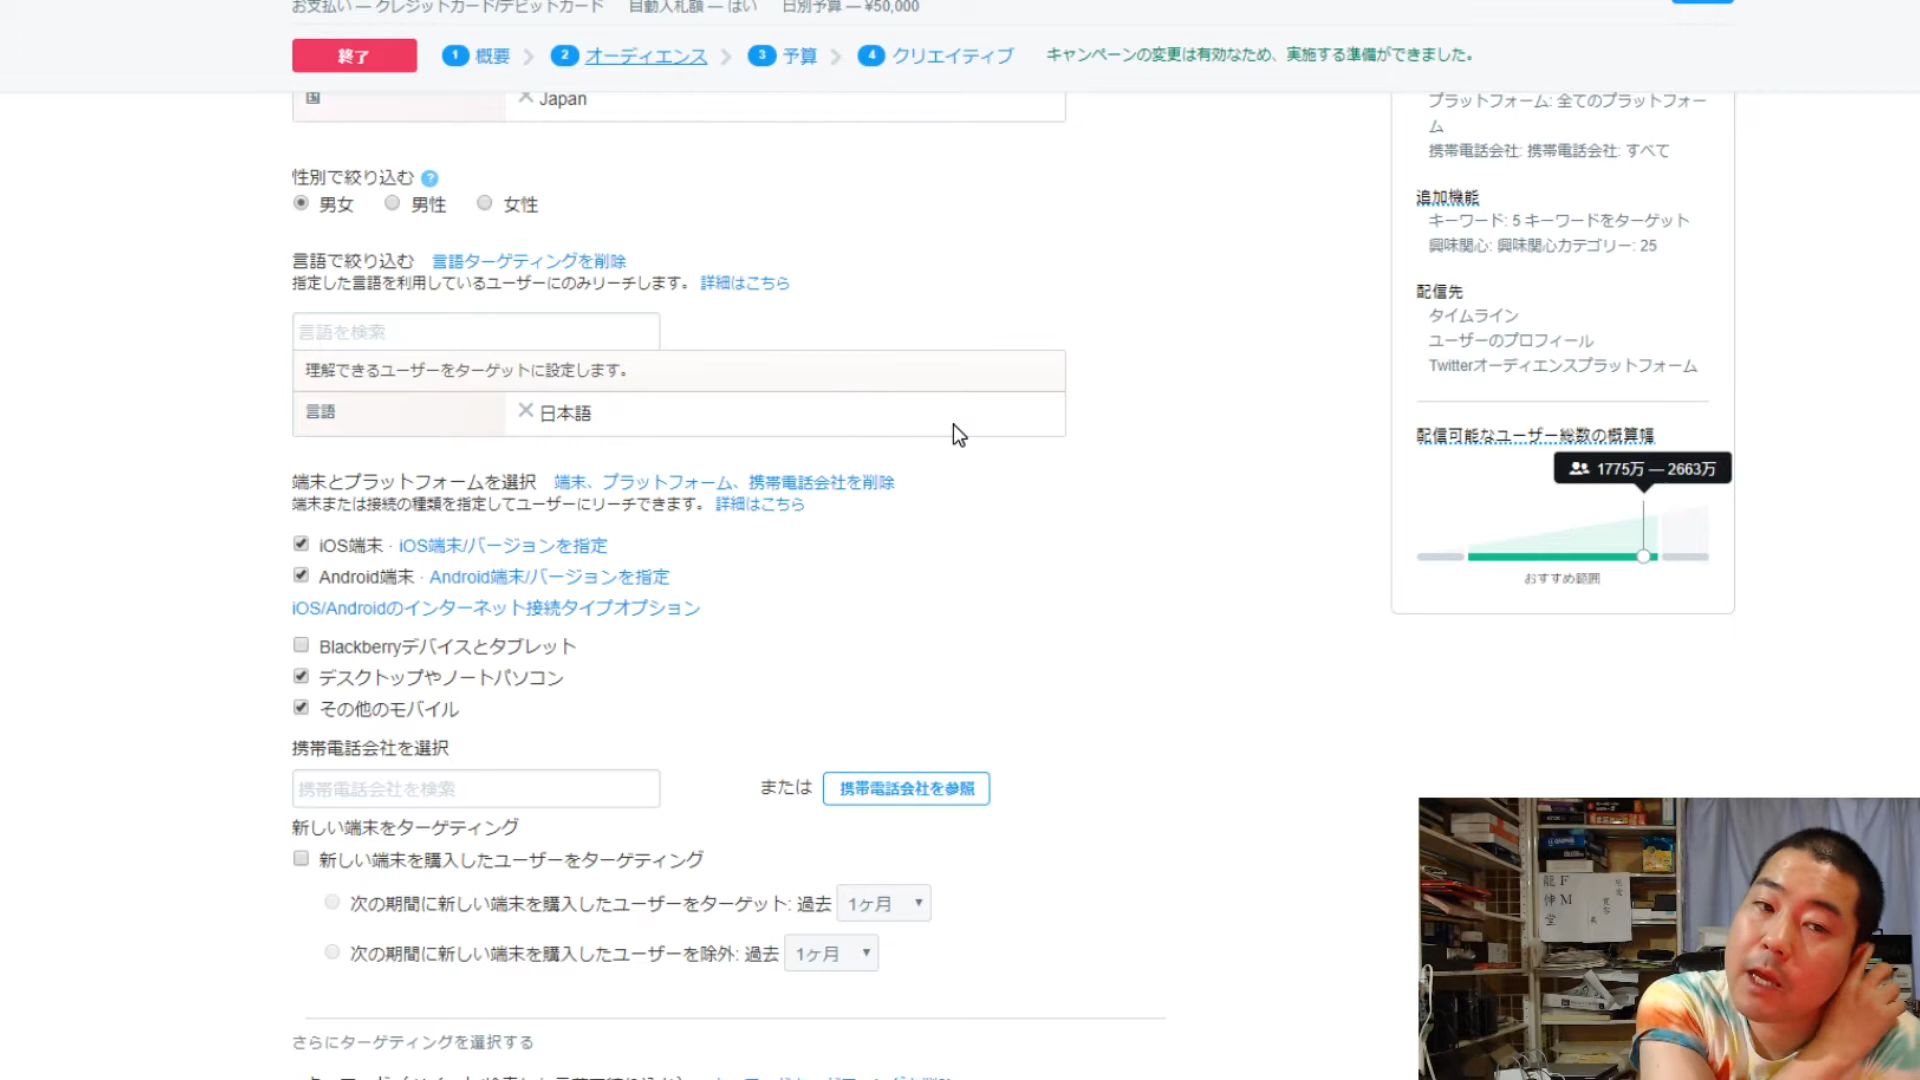 お支払い — クレジットカード/デビットカード 自動入札額 — はい 日別予算 — ¥50,000
終了 1 概要 2 オーディエンス 3 予算 4 クリエイティブ キャンペーンの変更は有効なため、実施する準備ができました。
国 × Japan
性別で絞り込む ?
男女 男性 女性
言語で絞り込む 言語ターゲティングを削除
指定した言語を利用しているユーザーにのみリーチします。 詳細はこちら
言語を検索
理解できるユーザーをターゲットに設定します。
言語 × 日本語
端末とプラットフォームを選択 端末、プラットフォーム、携帯電話会社を削除
端末または接続の種類を指定してユーザーにリーチできます。 詳細はこちら
iOS端末 · iOS端末/バージョンを指定
Android端末 · Android端末/バージョンを指定
iOS/Androidのインターネット接続タイプオプション
Blackberryデバイスとタブレット
デスクトップやノートパソコン
その他のモバイル
携帯電話会社を選択
携帯電話会社を検索 または 携帯電話会社を参照
新しい端末をターゲティング
新しい端末を購入したユーザーをターゲティング
次の期間に新しい端末を購入したユーザーをターゲット: 過去 1ヶ月
次の期間に新しい端末を購入したユーザーを除外: 過去 1ヶ月
さらにターゲティングを選択する
プラットフォーム: 全てのプラットフォー
ム
携帯電話会社: 携帯電話会社: すべて
追加機能
キーワード: 5 キーワードをターゲット
興味関心: 興味関心カテゴリー: 25
配信先
タイムライン
ユーザーのプロフィール
Twitterオーディエンスプラットフォーム
配信可能なユーザー総数の概算幅
1775万 — 2663万
おすすめ範囲